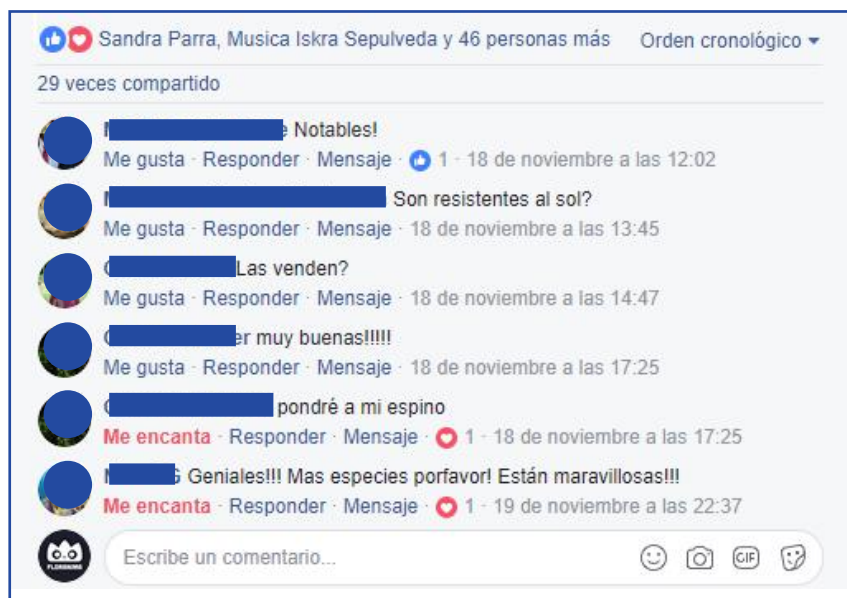 Sandra Parra, Musica Iskra Sepulveda y 46 personas más Orden cronológico
29 veces compartido
Notables!
Me gusta · Responder · Mensaje · 1 · 18 de noviembre a las 12:02
Son resistentes al sol?
Me gusta · Responder · Mensaje · 18 de noviembre a las 13:45
Las venden?
Me gusta · Responder · Mensaje · 18 de noviembre a las 14:47
muy buenas!!!!!
Me gusta · Responder · Mensaje · 18 de noviembre a las 17:25
pondré a mi espino
Me encanta · Responder · Mensaje · 1 · 18 de noviembre a las 17:25
Geniales!!! Mas especies porfavor! Están maravillosas!!!
Me encanta · Responder · Mensaje · 1 · 19 de noviembre a las 22:37
Escribe un comentario... GIF